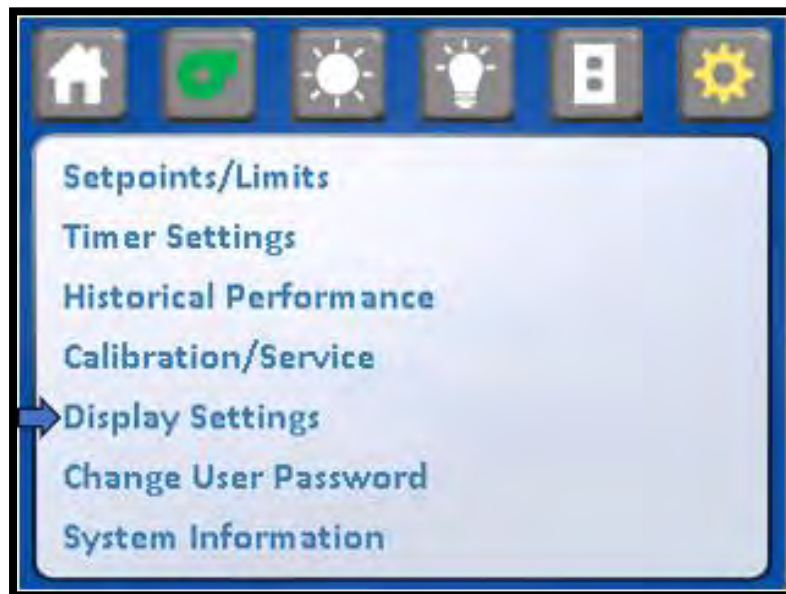 Setpoints/Limits
Timer Settings
Historical Performance
Calibration/Service
Display Settings
Change User Password
System Information